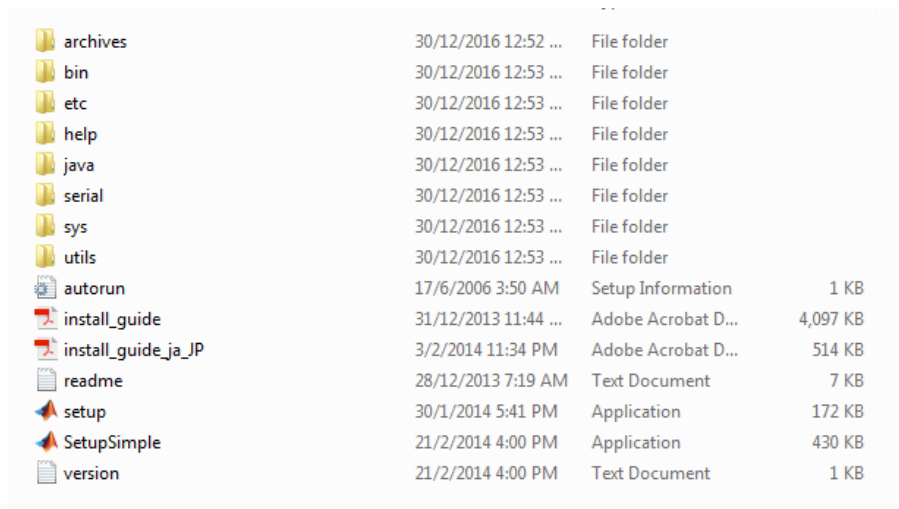 archives 30/12/2016 12:52 ... File folder
bin 30/12/2016 12:53 ... File folder
etc 30/12/2016 12:53 ... File folder
help 30/12/2016 12:53 ... File folder
java 30/12/2016 12:53 ... File folder
serial 30/12/2016 12:53 ... File folder
sys 30/12/2016 12:53 ... File folder
utils 30/12/2016 12:53 ... File folder
autorun 17/6/2006 3:50 AM Setup Information 1 KB
install_guide 31/12/2013 11:44 ... Adobe Acrobat D... 4,097 KB
install_guide_ja_JP 3/2/2014 11:34 PM Adobe Acrobat D... 514 KB
readme 28/12/2013 7:19 AM Text Document 7 KB
setup 30/1/2014 5:41 PM Application 172 KB
SetupSimple 21/2/2014 4:00 PM Application 430 KB
version 21/2/2014 4:00 PM Text Document 1 KB